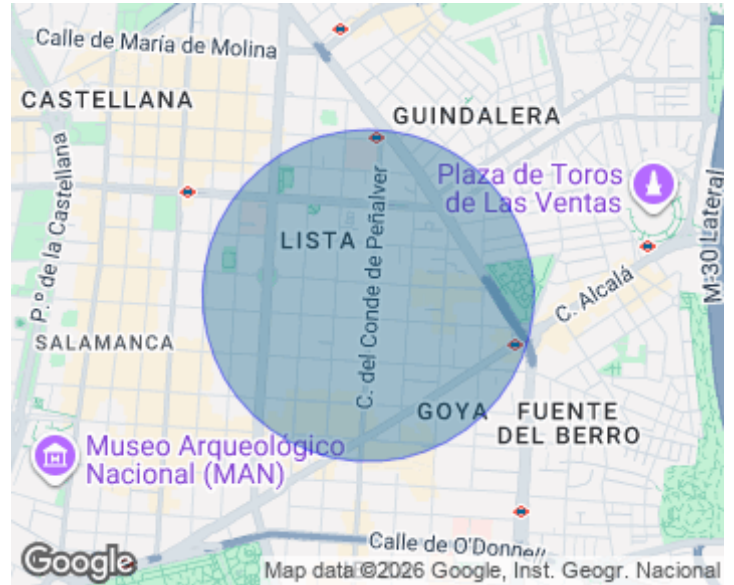 Calle de María de Molina
CASTELLANA
GUINDALERA
Plaza de Toros
de Las Ventas
P.º de la Castellana
C. del Conde de Peñalver
LISTA
M-30 Lateral
C. Alcalá
SALAMANCA
GOYA
FUENTE
DEL BERRO
Museo Arqueológico
Nacional (MAN)
Calle de O'Donnell
Google
Map data ©2026 Google, Inst. Geogr. Nacional